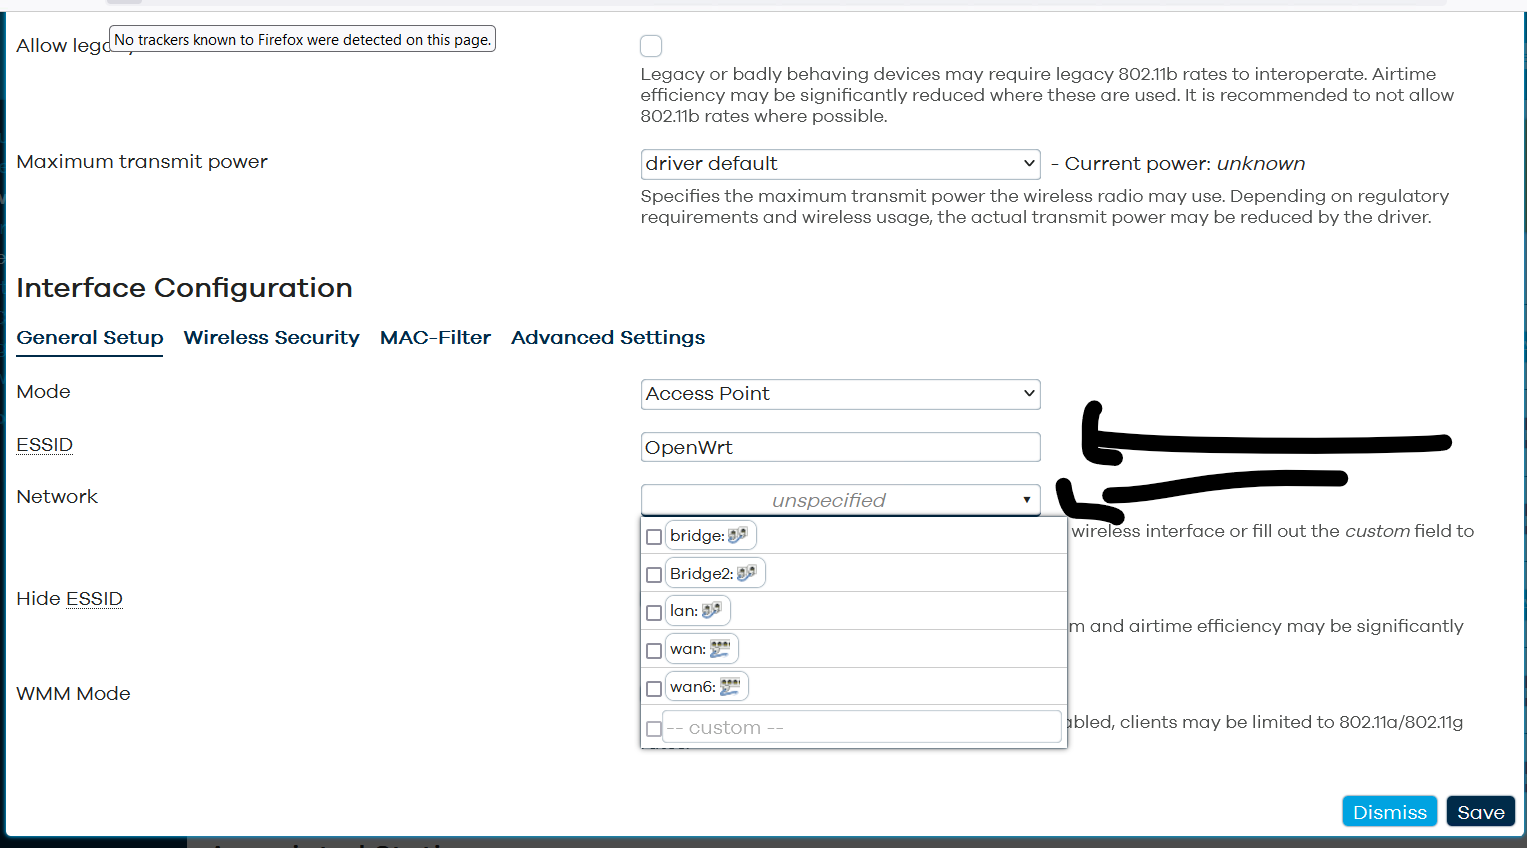 No trackers known to Firefox were detected on this page.
Allow legac
Legacy or badly behaving devices may require legacy 802.11b rates to interoperate. Airtime
efficiency may be significantly reduced where these are used. It is recommended to not allow
802.11b rates where possible.
Maximum transmit power
driver default
- Current power: unknown
Specifies the maximum transmit power the wireless radio may use. Depending on regulatory
requirements and wireless usage, the actual transmit power may be reduced by the driver.
Interface Configuration
General Setup Wireless Security MAC-Filter Advanced Settings
Mode
Access Point
ESSID
OpenWrt
Network
unspecified
wireless interface or fill out the custom field to
bridge:
Bridge2:
lan:
wan:
wan6:
-- custom --
Hide ESSID
m and airtime efficiency may be significantly
WMM Mode
abled, clients may be limited to 802.11a/802.11g
Dismiss Save